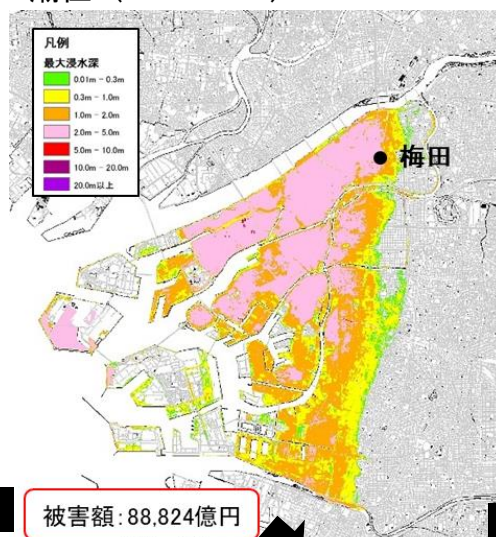 凡例
最大浸水深
0.01m - 0.3m
0.3m - 1.0m
1.0m - 2.0m
2.0m - 5.0m
5.0m - 10.0m
10.0m - 20.0m
20.0m以上
梅田
被害額:88,824億円